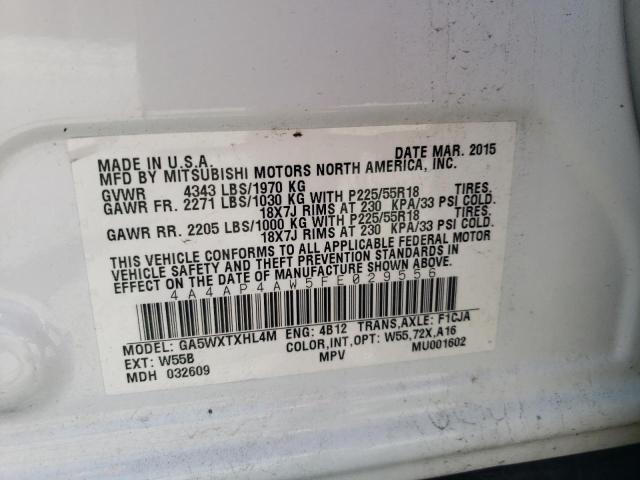 MADE IN U.S.A. DATE MAR. 2015
MFD BY MITSUBISHI MOTORS NORTH AMERICA, INC.
GVWR 4343 LBS/1970 KG
GAWR FR. 2271 LBS/1030 KG WITH P225/55R18 TIRES,
18X7J RIMS AT 230 KPA/33 PSI COLD.
GAWR RR. 2205 LBS/1000 KG WITH P225/55R18 TIRES,
18X7J RIMS AT 230 KPA/33 PSI COLD.
THIS VEHICLE CONFORMS TO ALL APPLICABLE FEDERAL MOTOR
VEHICLE SAFETY AND THEFT PREVENTION STANDARDS IN
EFFECT ON THE DATE OF MANUFACTURE SHOWN ABOVE.
4A4AP4AW5FE029556
MODEL: GA5WXTXHL4M ENG: 4B12 TRANS,AXLE: F1CJA
EXT: W55B COLOR,INT,OPT: W55,72X,A16
MDH 032609 MPV MU001602